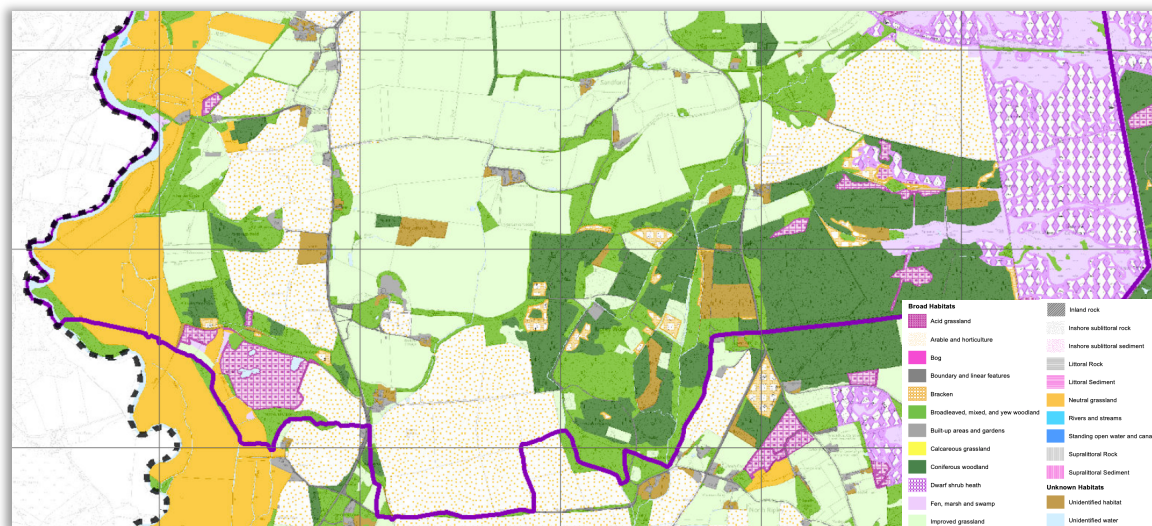 Broad Habitats
Acid grassland
Arable and horticulture
Bog
Boundary and linear features
Bracken
Broadleaved, mixed, and yew woodland
Built-up areas and gardens
Calcareous grassland
Coniferous woodland
Dwarf shrub heath
Fen, marsh and swamp
Improved grassland
Inland rock
Inshore sublittoral rock
Inshore sublittoral sediment
Littoral Rock
Littoral Sediment
Neutral grassland
Rivers and streams
Standing open water and cana
Supralittoral Rock
Supralittoral Sediment
Unknown Habitats
Unidentified habitat
Unidentified water